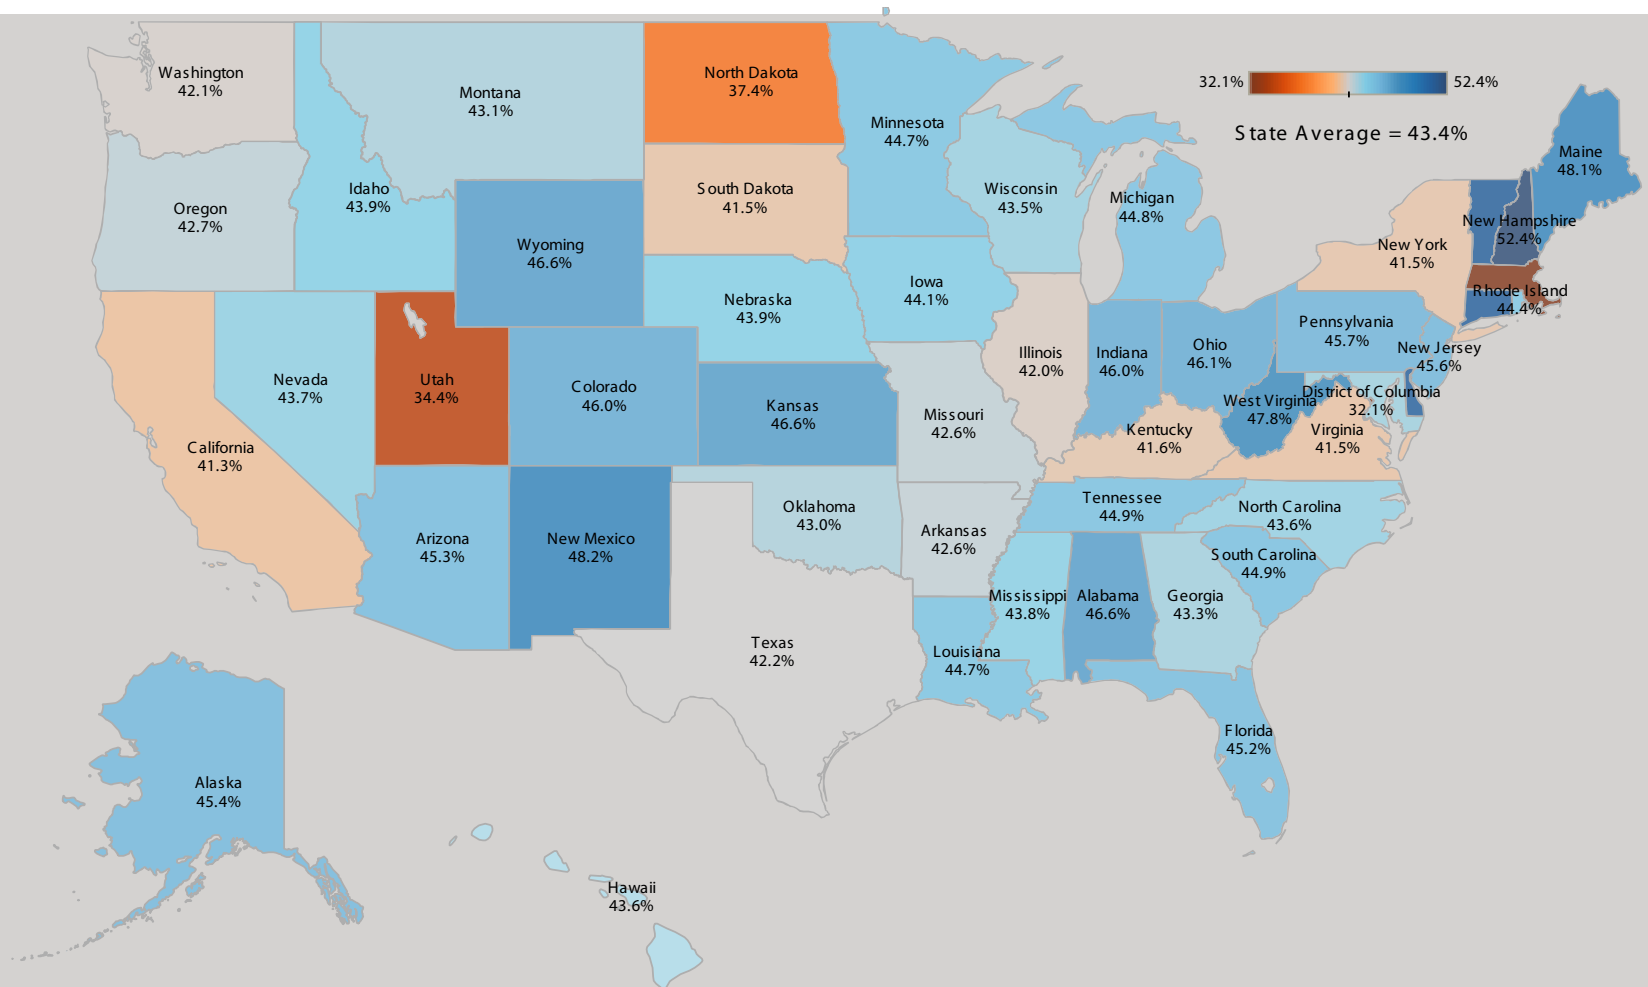 Washington
42.1%
Montana
43.1%
North Dakota
37.4%
Minnesota
44.7%
32.1%
52.4%
State Average = 43.4%
Maine
48.1%
Oregon
42.7%
Idaho
43.9%
South Dakota
41.5%
Wisconsin
43.5%
Michigan
44.8%
New Hampshire
52.4%
Wyoming
46.6%
New York
41.5%
Nebraska
43.9%
Iowa
44.1%
Rhode Island
44.4%
Pennsylvania
45.7%
New Jersey
45.6%
Nevada
43.7%
Utah
34.4%
Colorado
46.0%
Kansas
46.6%
Illinois
42.0%
Indiana
46.0%
Ohio
46.1%
West Virginia
47.8%
District of Columbia
32.1%
Missouri
42.6%
Kentucky
41.6%
Virginia
41.5%
California
41.3%
Arizona
45.3%
New Mexico
48.2%
Oklahoma
43.0%
Arkansas
42.6%
Tennessee
44.9%
North Carolina
43.6%
South Carolina
44.9%
Mississippi
43.8%
Alabama
46.6%
Georgia
43.3%
Texas
42.2%
Louisiana
44.7%
Florida
45.2%
Alaska
45.4%
Hawaii
43.6%